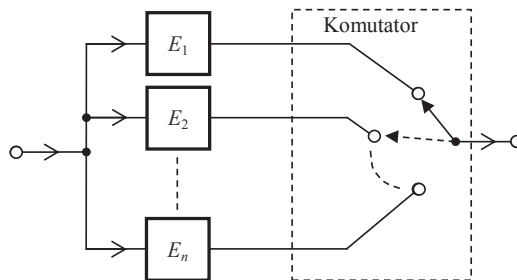 Komutator
E₁
E₂
Eₙ